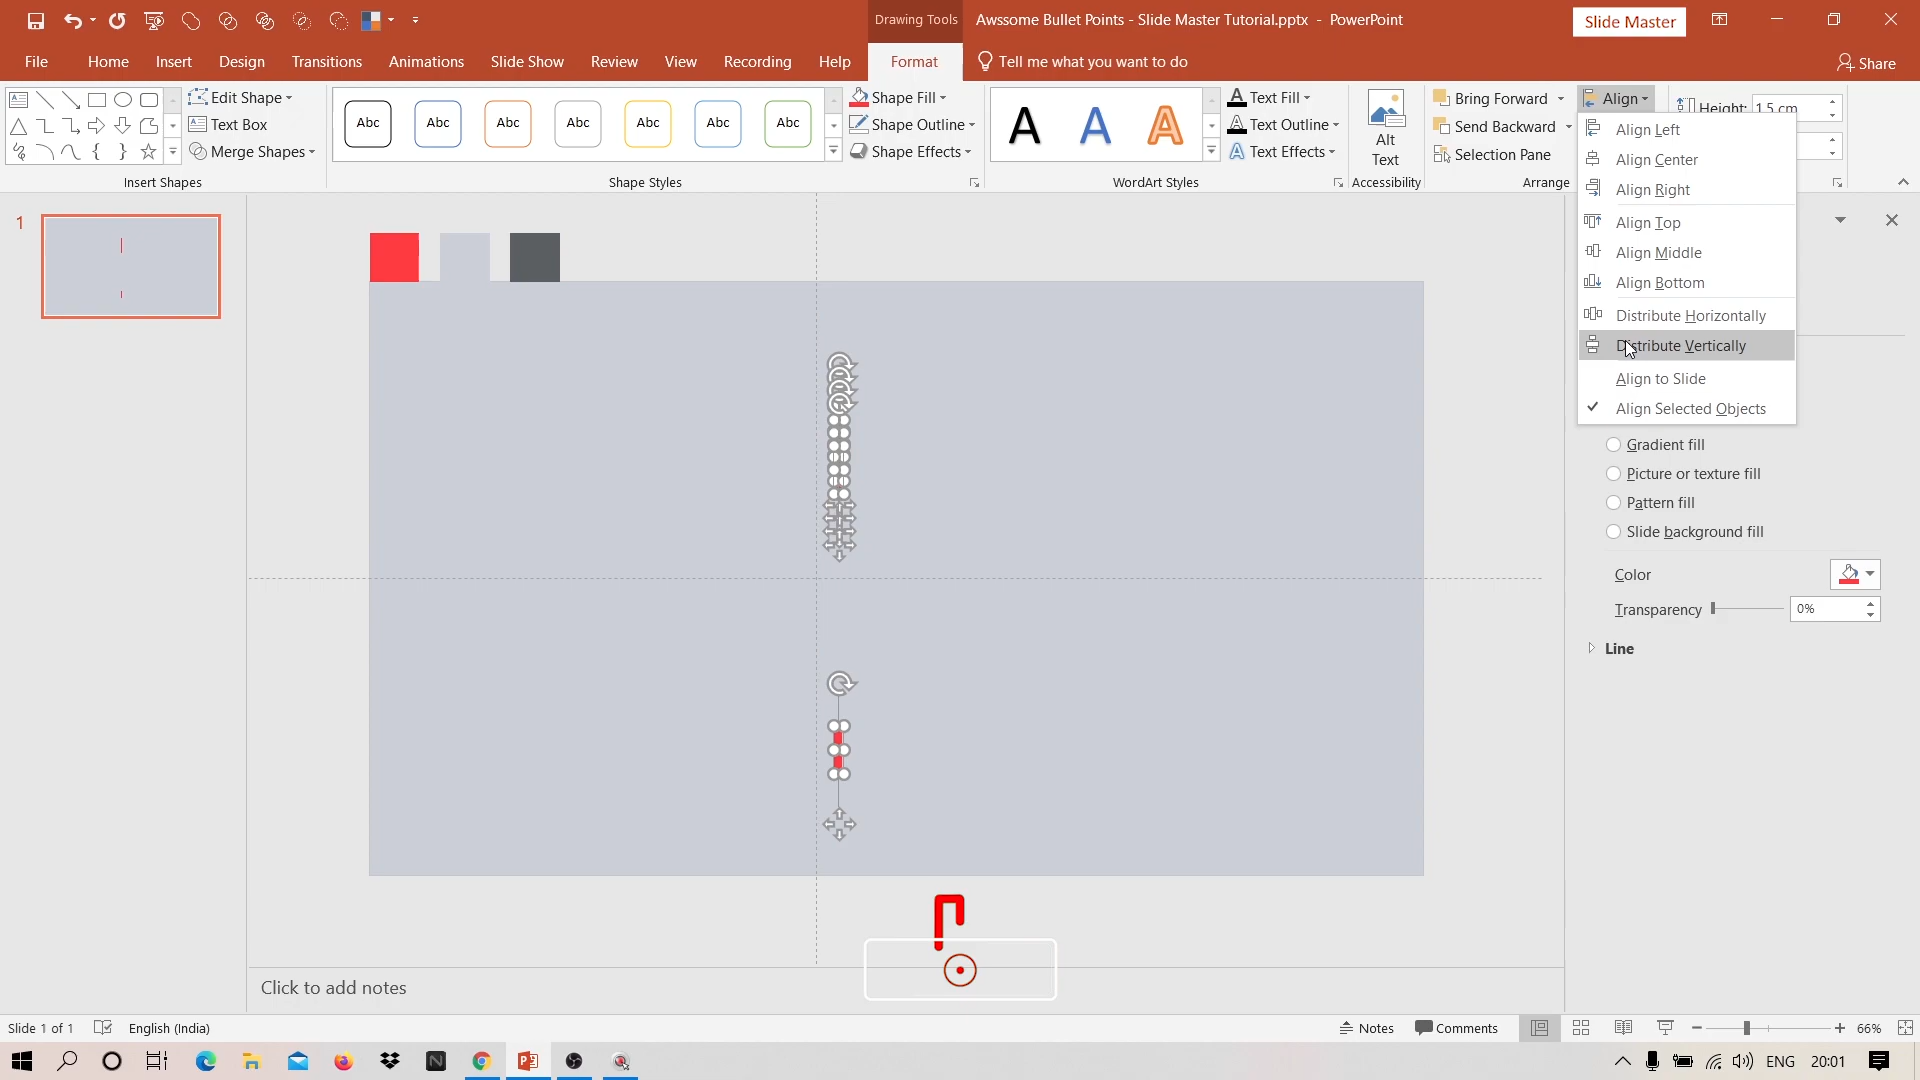 Drawing Tools
Awssome Bullet Points - Slide Master Tutorial.pptx - PowerPoint
Slide Master
File
Home
Insert
Design
Transitions
Animations
Slide Show
Review
View
Recording
Help
Format
Tell me what you want to do
Share
Edit Shape
Text Box
Merge Shapes
Insert Shapes
Abc
Abc
Abc
Abc
Abc
Abc
Abc
Shape Styles
Shape Fill
Shape Outline
Shape Effects
A
A
A
WordArt Styles
Text Fill
Text Outline
Text Effects
Alt
Text
Accessibility
Bring Forward
Send Backward
Selection Pane
Arrange
Align
Height:
1.5 cm
Align Left
Align Center
Align Right
Align Top
Align Middle
Align Bottom
Distribute Horizontally
Distribute Vertically
Align to Slide
Align Selected Objects
1
Gradient fill
Picture or texture fill
Pattern fill
Slide background fill
Color
Transparency
0%
Line
Click to add notes
Slide 1 of 1
English (India)
Notes
Comments
66%
ENG
20:01